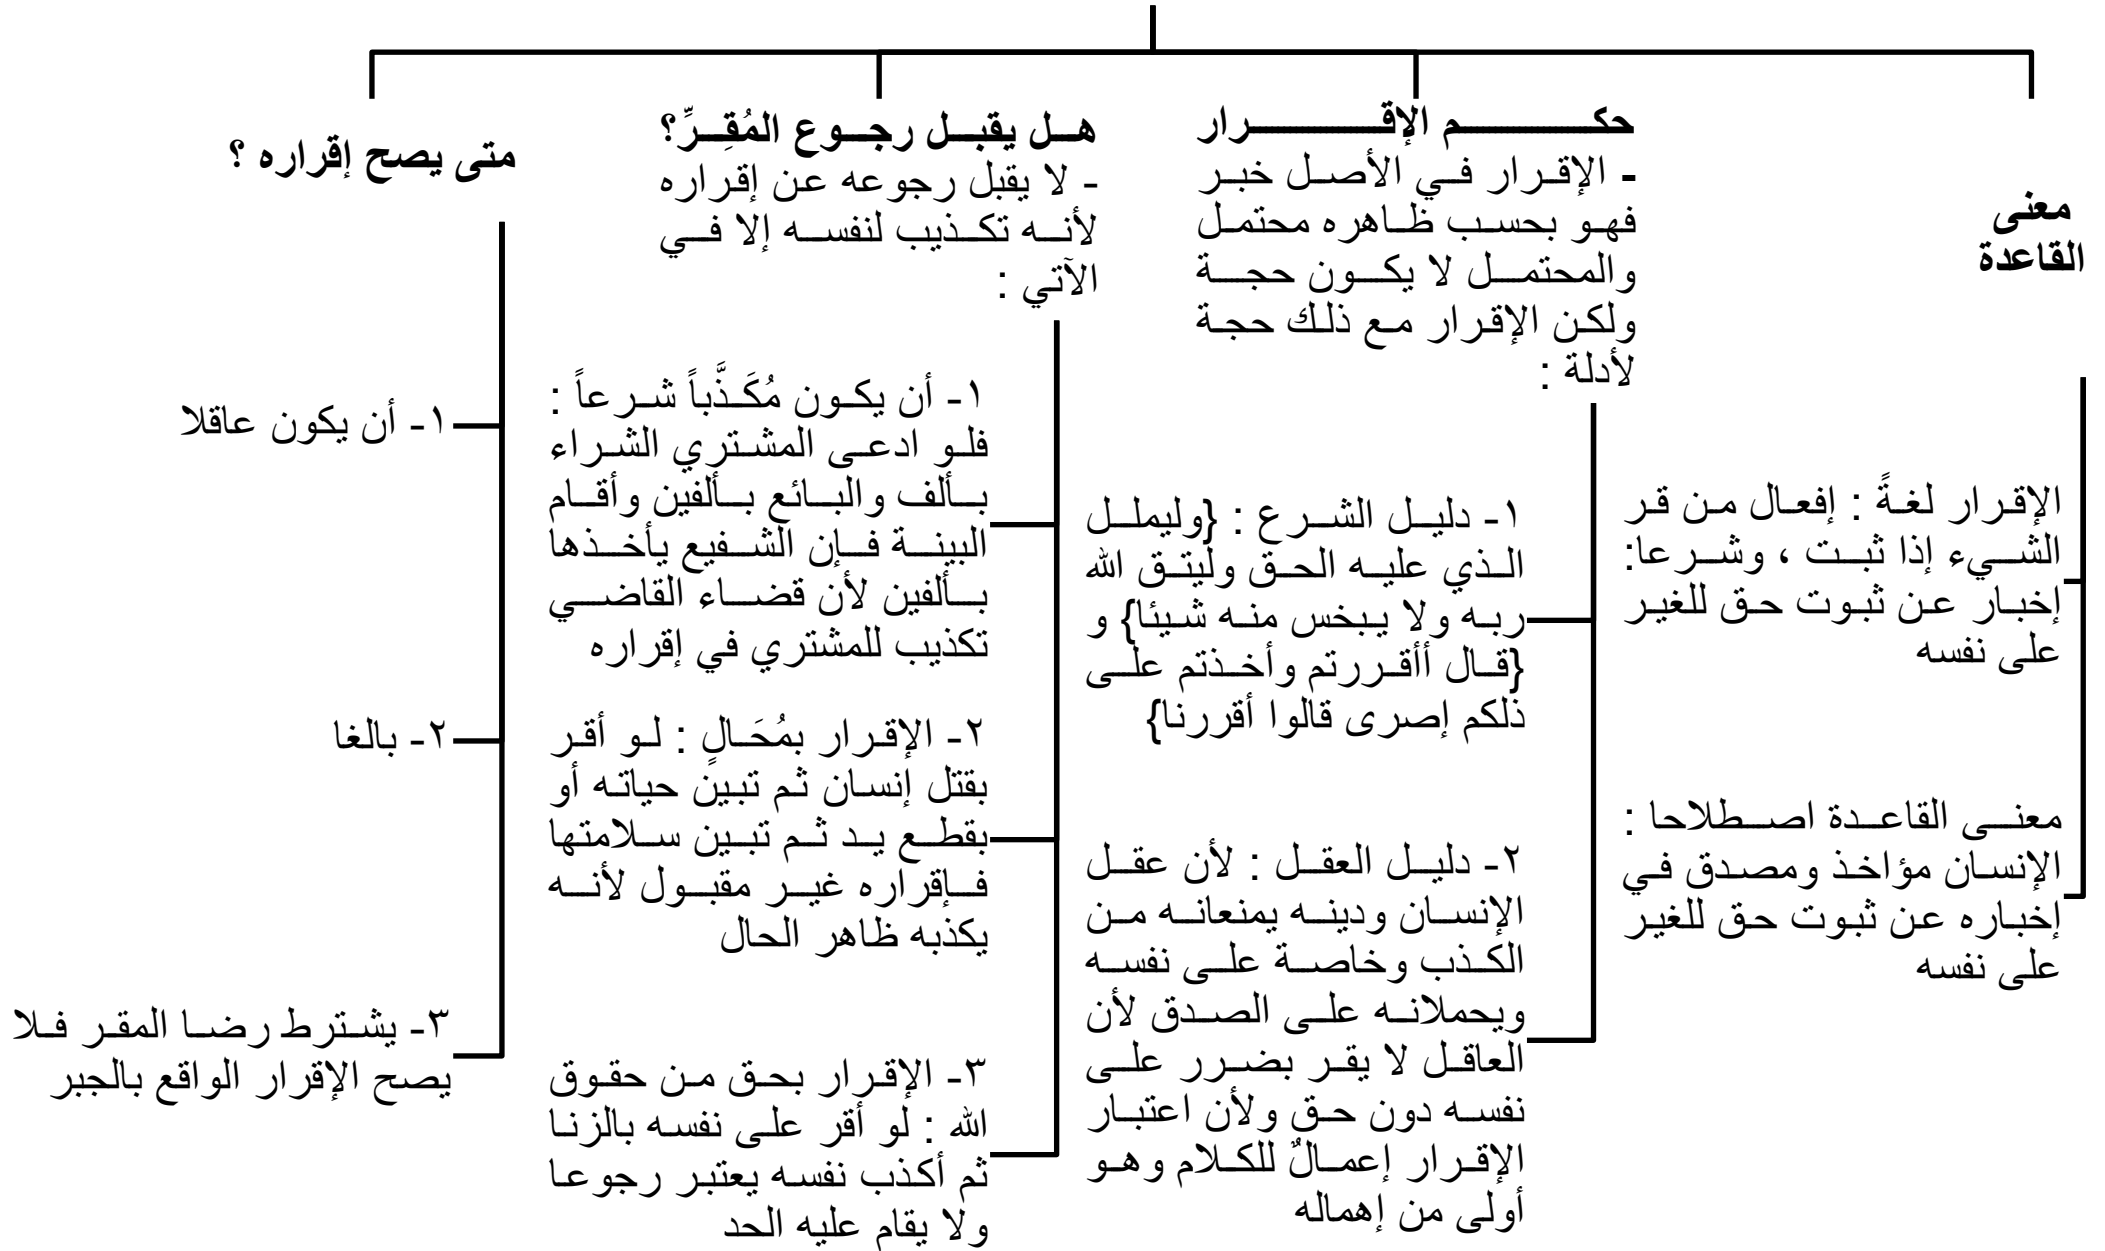 معنى
القاعدة
الإقرار لغةً : إفعال من قر
الشيء إذا ثبت ، وشرعا:
إخبار عن ثبوت حق للغير
على نفسه
معنى القاعدة اصطلاحا :
الإنسان مؤاخذ ومصدق في
إخباره عن ثبوت حق للغير
على نفسه
حكم الإقرار
- الإقرار في الأصل خبر
فهو بحسب ظاهره محتمل
والمحتمل لا يكون حجة
ولكن الإقرار مع ذلك حجة
لأدلة :
١- دليل الشرع : {وليملل
الذي عليه الحق وليتق الله
ربه ولا يبخس منه شيئا} و
{قال أأقررتم وأخذتم على
ذلكم إصرى قالوا أقررنا}
٢- دليل العقل : لأن عقل
الإنسان ودينه يمنعانه من
الكذب وخاصة على نفسه
ويحملانه على الصدق لأن
العاقل لا يقر بضرر على
نفسه دون حق ولأن اعتبار
الإقرار إعمالٌ للكلام وهو
أولى من إهماله
هل يقبل رجوع المُقِرِّ؟
- لا يقبل رجوعه عن إقراره
لأنه تكذيب لنفسه إلا في
الآتي :
١- أن يكون مُكَذَّباً شرعاً :
فلو ادعى المشتري الشراء
بألف والبائع بألفين وأقام
البينة فإن الشفيع يأخذها
بألفين لأن قضاء القاضي
تكذيب للمشتري في إقراره
٢- الإقرار بمُحَالٍ : لو أقر
بقتل إنسان ثم تبين حياته أو
بقطع يد ثم تبين سلامتها
فإقراره غير مقبول لأنه
يكذبه ظاهر الحال
٣- الإقرار بحق من حقوق
الله : لو أقر على نفسه بالزنا
ثم أكذب نفسه يعتبر رجوعا
ولا يقام عليه الحد
متى يصح إقراره ؟
١- أن يكون عاقلا
٢- بالغا
٣- يشترط رضا المقر فلا
يصح الإقرار الواقع بالجبر